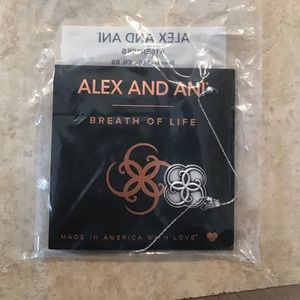 ALEX AND ANI
ALEX AND ANI
BREATH OF LIFE
MADE IN AMERICA WITH LOVE®